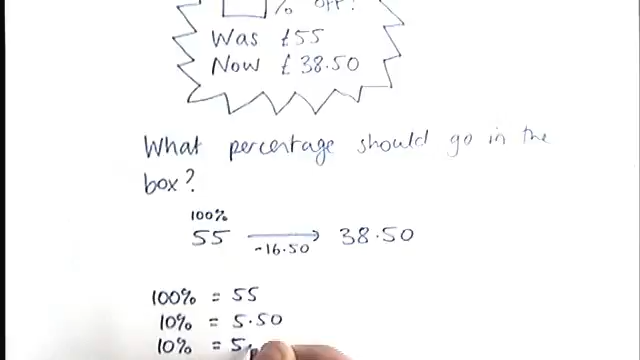 % OFF!
Was £55
Now £38.50
What percentage should go in the
box?
100%
55 → 38.50
-16.50
100% = 55
10% = 5.50
10% = 5.